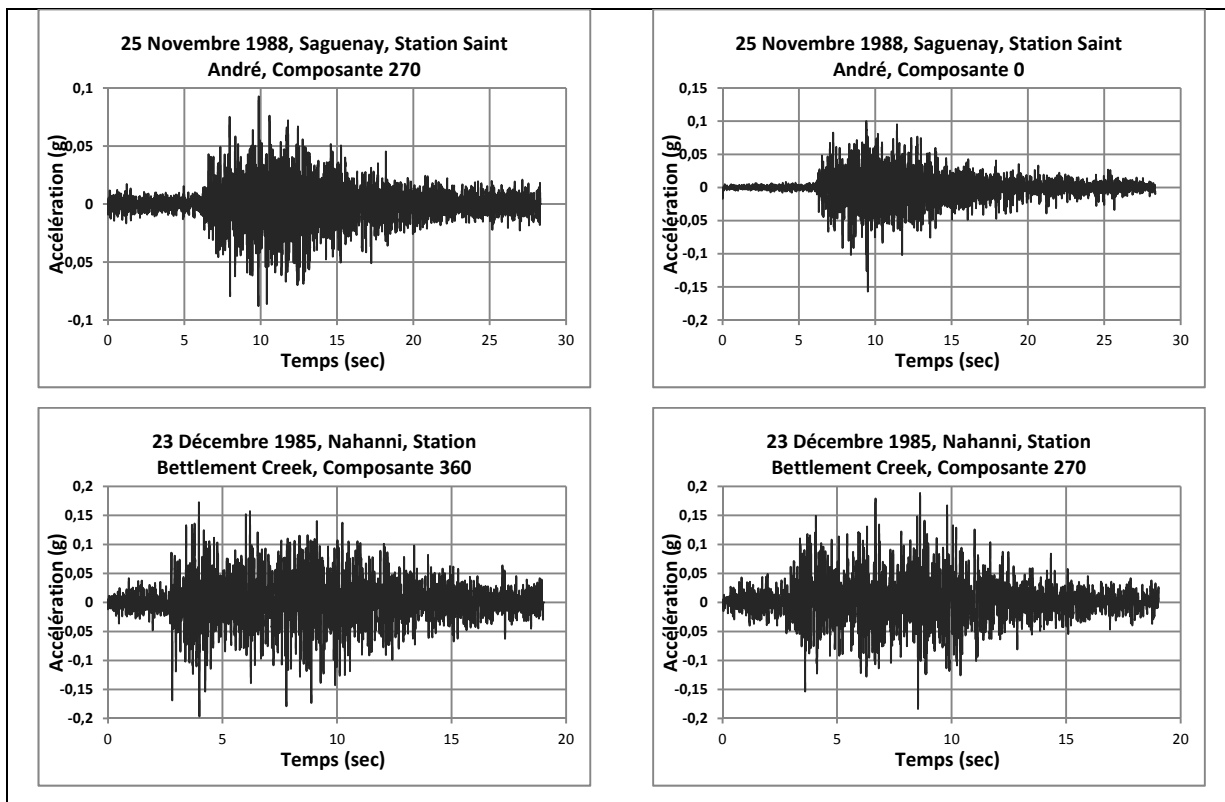 25 Novembre 1988, Saguenay, Station Saint
André, Composante 270
0,1
0,05
0
-0,05
-0,1
Accélération (g)
0 5 10 15 20 25 30
Temps (sec)
25 Novembre 1988, Saguenay, Station Saint
André, Composante 0
0,15
0,1
0,05
0
-0,05
-0,1
-0,15
-0,2
Accélération (g)
0 5 10 15 20 25 30
Temps (sec)
23 Décembre 1985, Nahanni, Station
Bettlement Creek, Composante 360
0,2
0,15
0,1
0,05
0
-0,05
-0,1
-0,15
-0,2
Accélération (g)
0 5 10 15 20
Temps (sec)
23 Décembre 1985, Nahanni, Station
Bettlement Creek, Composante 270
0,2
0,15
0,1
0,05
0
-0,05
-0,1
-0,15
-0,2
Accélération (g)
0 5 10 15 20
Temps (sec)